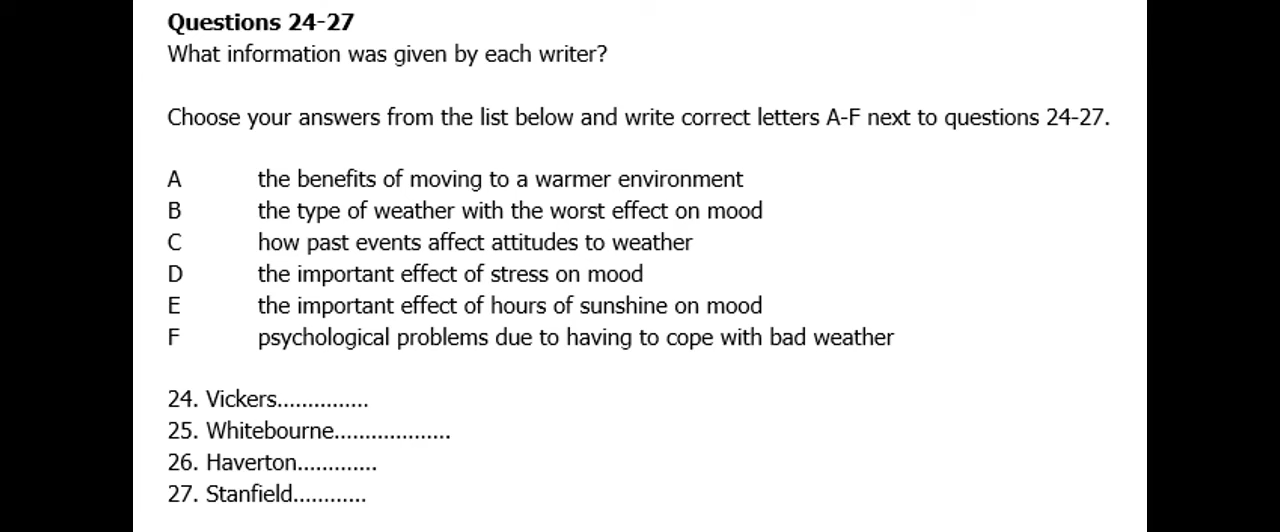 Questions 24-27
What information was given by each writer?
Choose your answers from the list below and write correct letters A-F next to questions 24-27.
A the benefits of moving to a warmer environment
B the type of weather with the worst effect on mood
C how past events affect attitudes to weather
D the important effect of stress on mood
E the important effect of hours of sunshine on mood
F psychological problems due to having to cope with bad weather
24. Vickers...............
25. Whitebourne...................
26. Haverton.............
27. Stanfield............